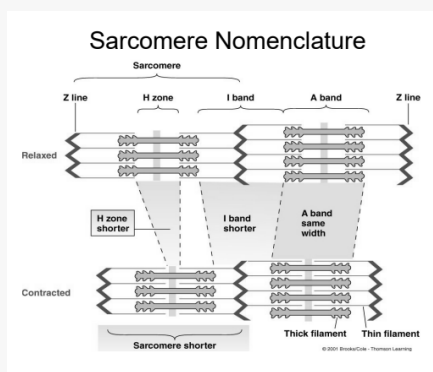 Sarcomere Nomenclature
Sarcomere
Z line
H zone
I band
A band
Z line
Relaxed
H zone
shorter
I band
shorter
A band
same
width
Contracted
Sarcomere shorter
Thick filament
Thin filament
© 2001 Brooks/Cole - Thomson Learning